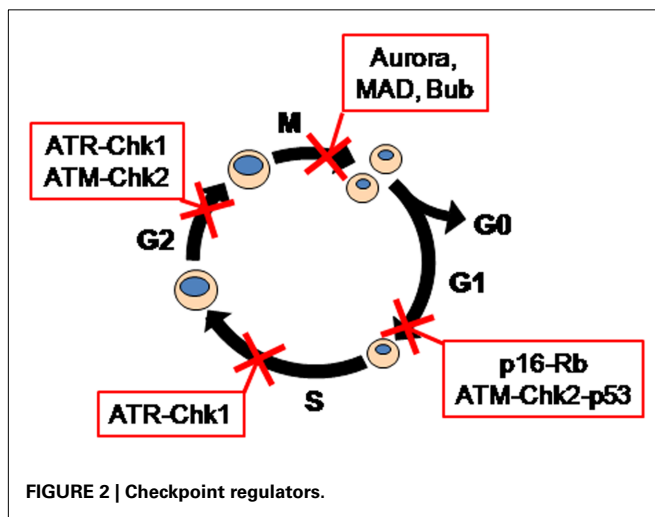 Aurora,
MAD, Bub
M
ATR-Chk1
ATM-Chk2
G2
G0
G1
p16-Rb
ATM-Chk2-p53
S
ATR-Chk1
FIGURE 2 | Checkpoint regulators.